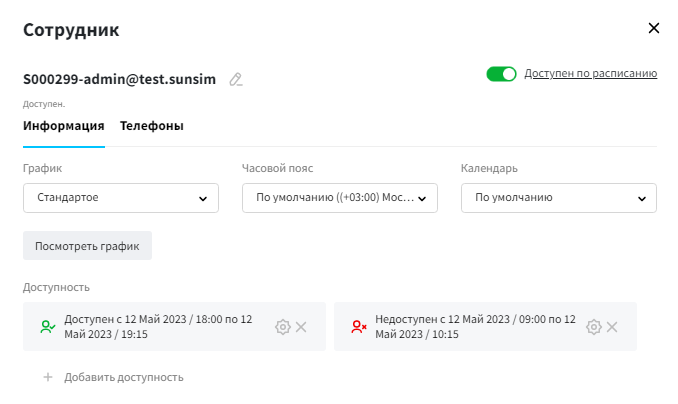 Сотрудник
S000299-admin@test.sunsim
Доступен по расписанию
Доступен.
Информация Телефоны
График Часовой пояс Календарь
Стандартое По умолчанию ((+03:00) Мос... По умолчанию
Посмотреть график
Доступность
Доступен с 12 Май 2023 / 18:00 по 12
Май 2023 / 19:15
Недоступен с 12 Май 2023 / 09:00 по 12
Май 2023 / 10:15
Добавить доступность